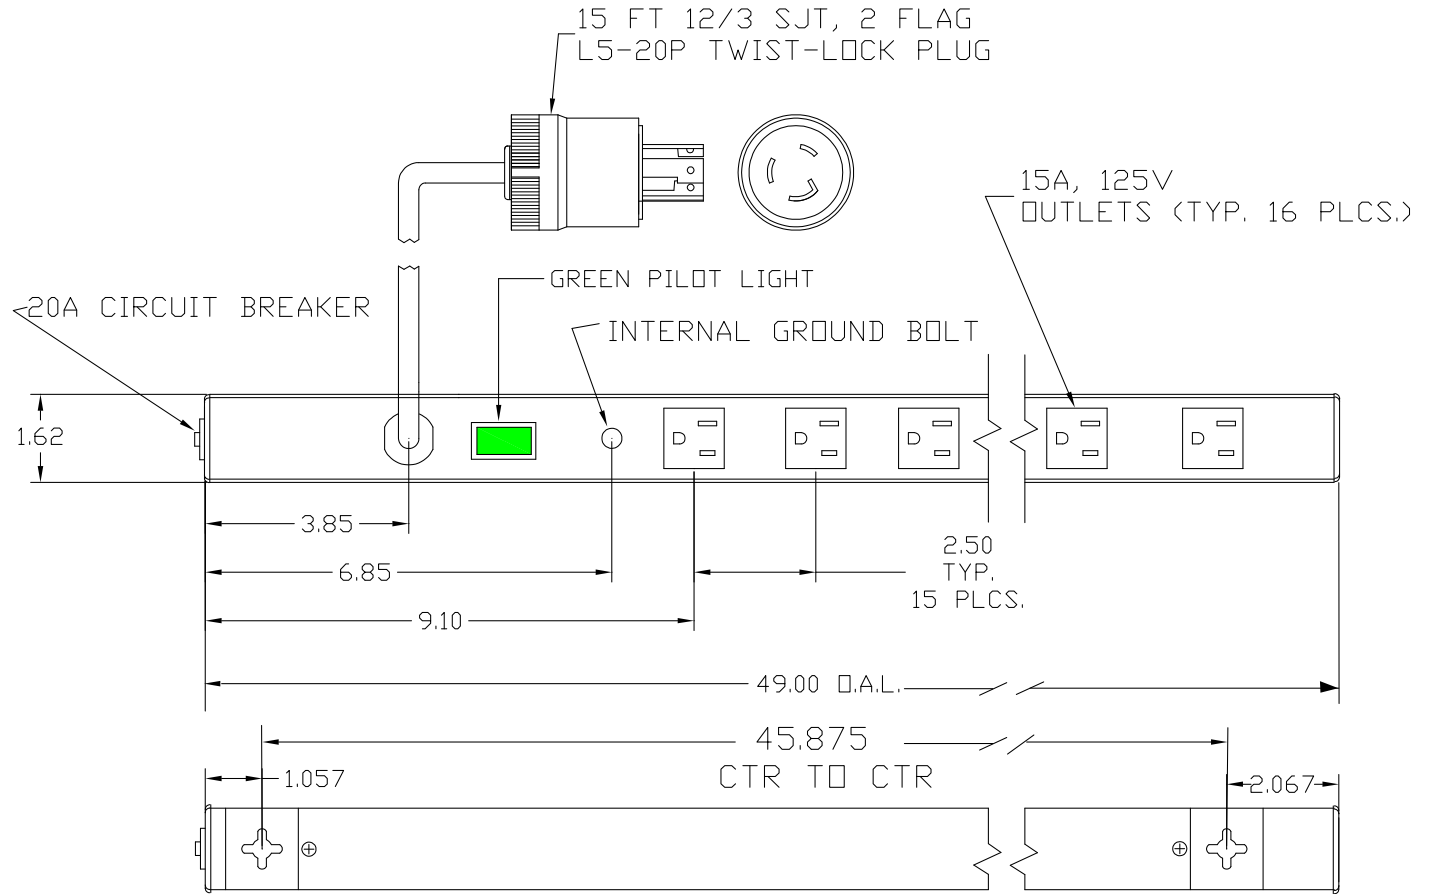 15 FT 12/3 SJT, 2 FLAG
L5-20P TWIST-LOCK PLUG
15A, 125V
OUTLETS (TYP. 16 PLCS.)
GREEN PILOT LIGHT
20A CIRCUIT BREAKER
INTERNAL GROUND BOLT
1.62
3.85
2.50
TYP.
15 PLCS.
6.85
9.10
49.00 O.A.L.
45.875
CTR TO CTR
1.057
2.067